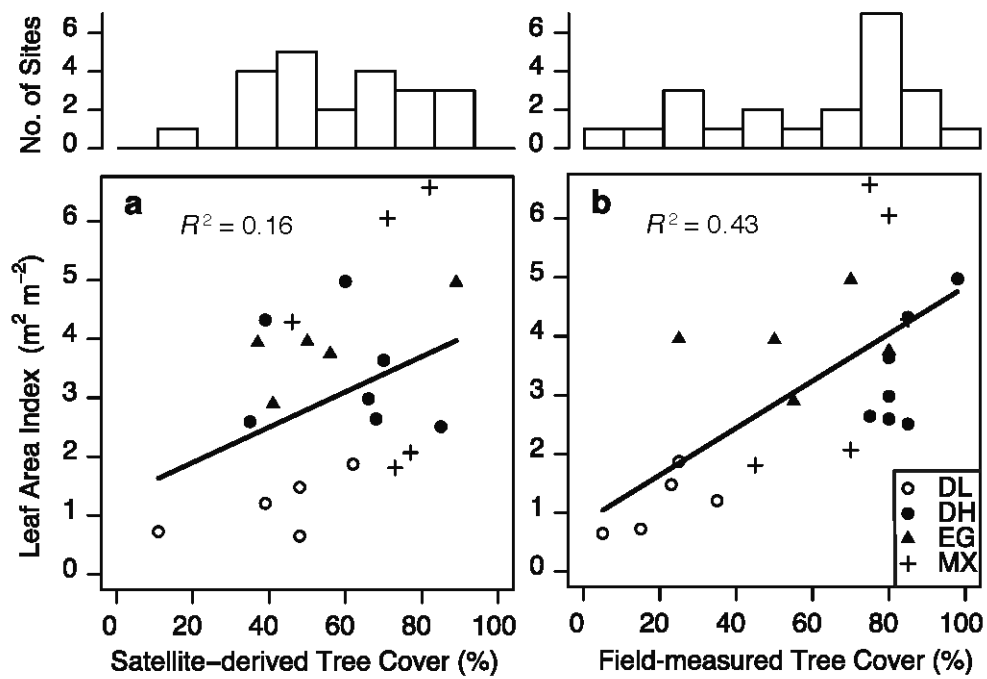 No. of Sites
6
4
2
0
6
4
2
0
a
R² = 0.16
b
R² = 0.43
Leaf Area Index (m² m⁻²)
6
5
4
3
2
1
0
6
5
4
3
2
1
0
DL
DH
EG
MX
0 20 40 60 80 100
0 20 40 60 80 100
Satellite−derived Tree Cover (%)
Field−measured Tree Cover (%)